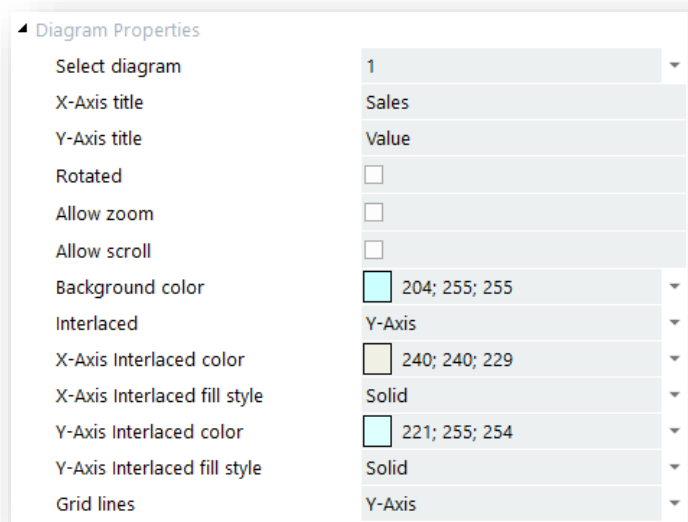 Diagram Properties
Select diagram 1
X-Axis title Sales
Y-Axis title Value
Rotated
Allow zoom
Allow scroll
Background color 204; 255; 255
Interlaced Y-Axis
X-Axis Interlaced color 240; 240; 229
X-Axis Interlaced fill style Solid
Y-Axis Interlaced color 221; 255; 254
Y-Axis Interlaced fill style Solid
Grid lines Y-Axis